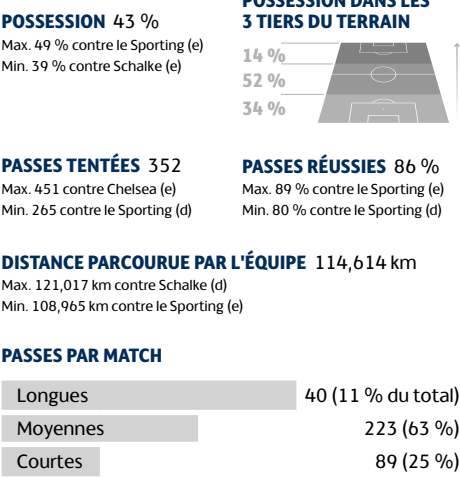 POSSESSION 43 %
Max. 49 % contre le Sporting (e)
Min. 39 % contre Schalke (e)
POSSESSION DANS LES
3 TIERS DU TERRAIN
14 %
52 %
34 %
PASSES TENTÉES 352
Max. 451 contre Chelsea (e)
Min. 265 contre le Sporting (d)
PASSES RÉUSSIES 86 %
Max. 89 % contre le Sporting (e)
Min. 80 % contre le Sporting (d)
DISTANCE PARCOURUE PAR L'ÉQUIPE 114,614 km
Max. 121,017 km contre Schalke (d)
Min. 108,965 km contre le Sporting (e)
PASSES PAR MATCH
Longues 40 (11 % du total)
Moyennes 223 (63 %)
Courtes 89 (25 %)